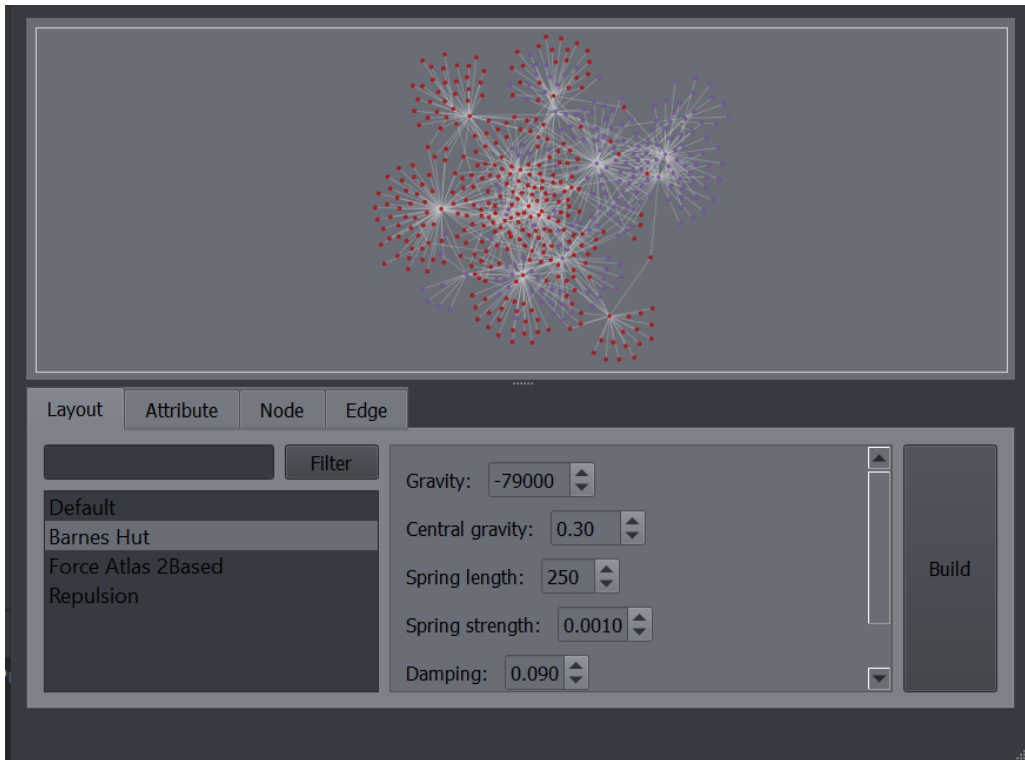 Layout Attribute Node Edge
Filter
Default
Barnes Hut
Force Atlas 2Based
Repulsion
Gravity: -79000
Central gravity: 0.30
Spring length: 250
Spring strength: 0.0010
Damping: 0.090
Build